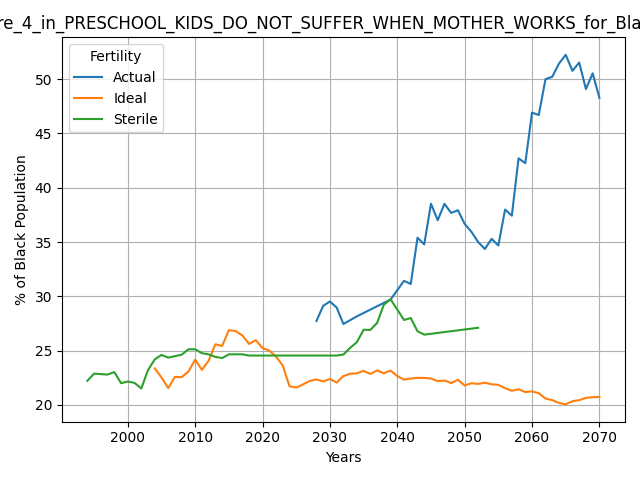 re_4_in_PRESCHOOL_KIDS_DO_NOT_SUFFER_WHEN_MOTHER_WORKS_for_Bla
Fertility
Actual
Ideal
Sterile
% of Black Population
50
45
40
35
30
25
20
2000 2010 2020 2030 2040 2050 2060 2070
Years